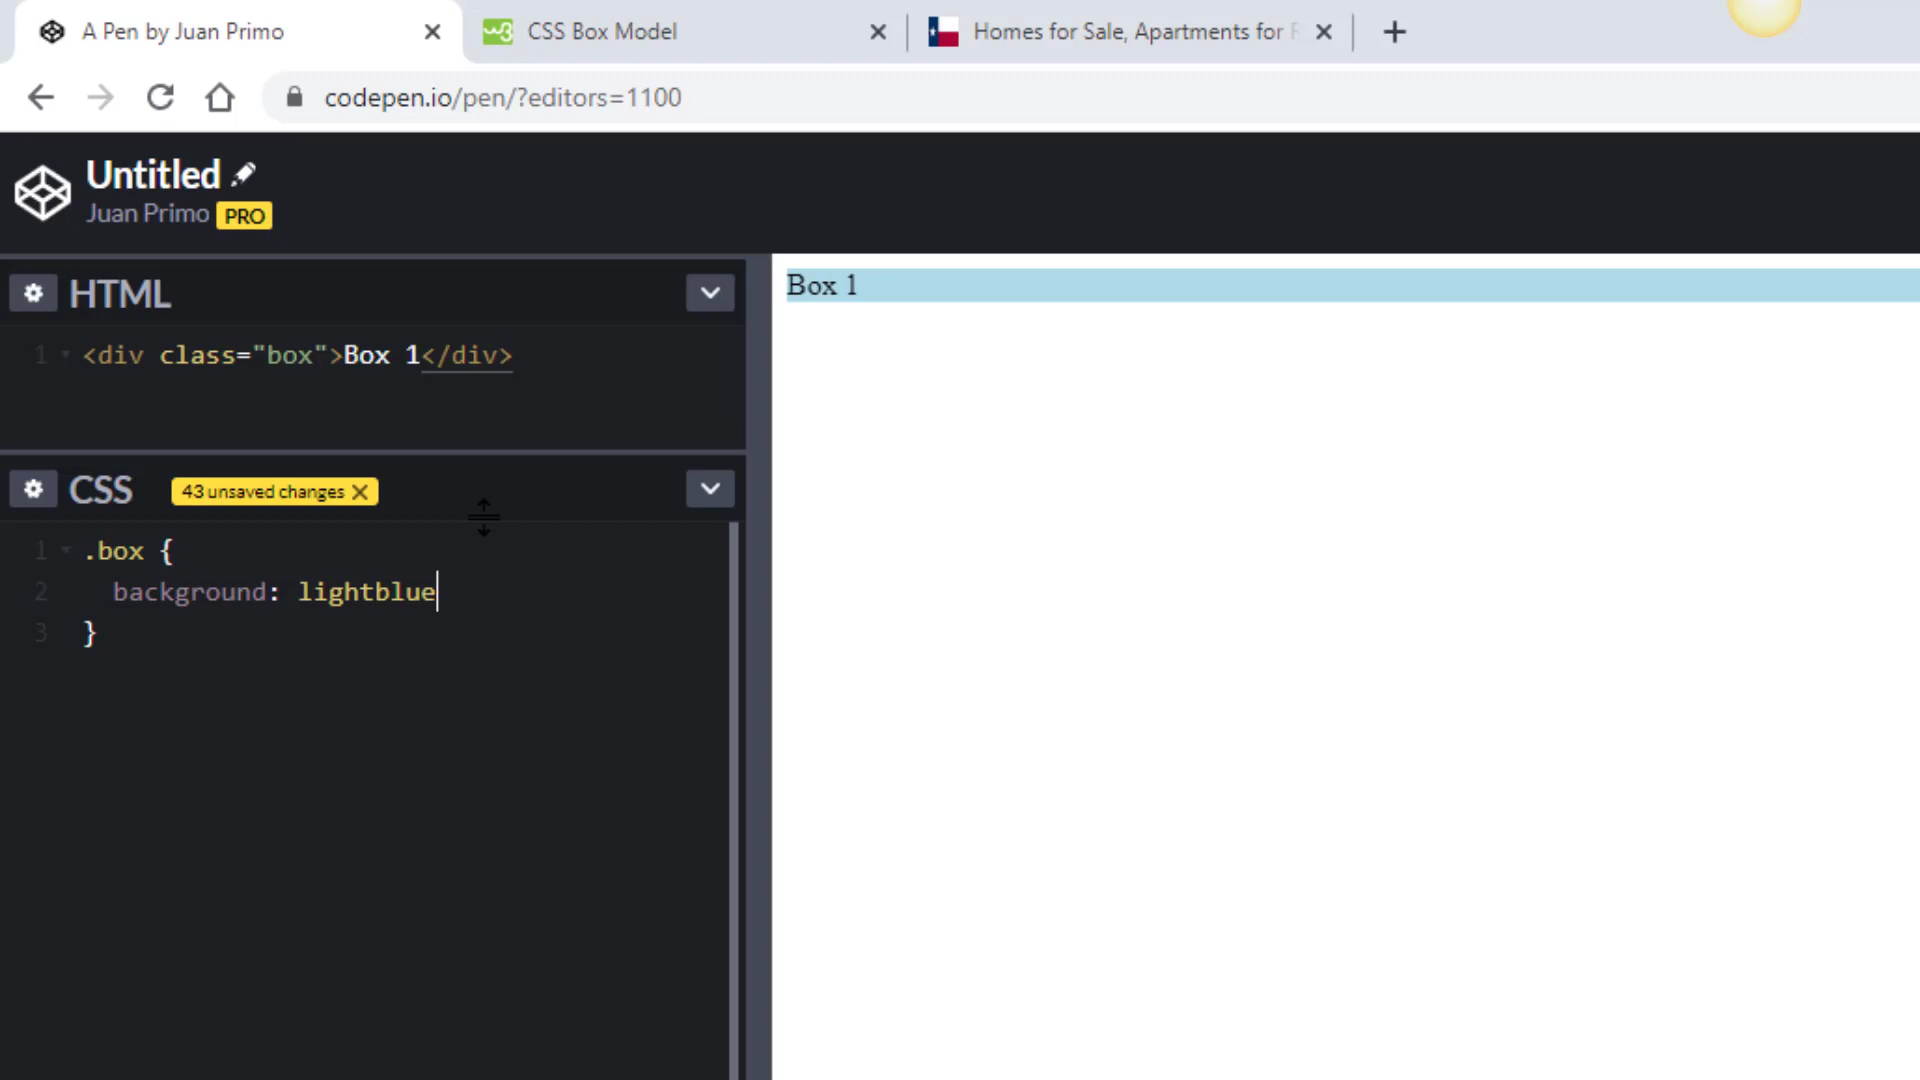 A Pen by Juan Primo
CSS Box Model
Homes for Sale, Apartments for R
codepen.io/pen/?editors=1100
Untitled
Juan Primo PRO
HTML
1 <div class="box">Box 1</div>
CSS 43 unsaved changes
1 .box {
2 background: lightblue
3 }
Box 1